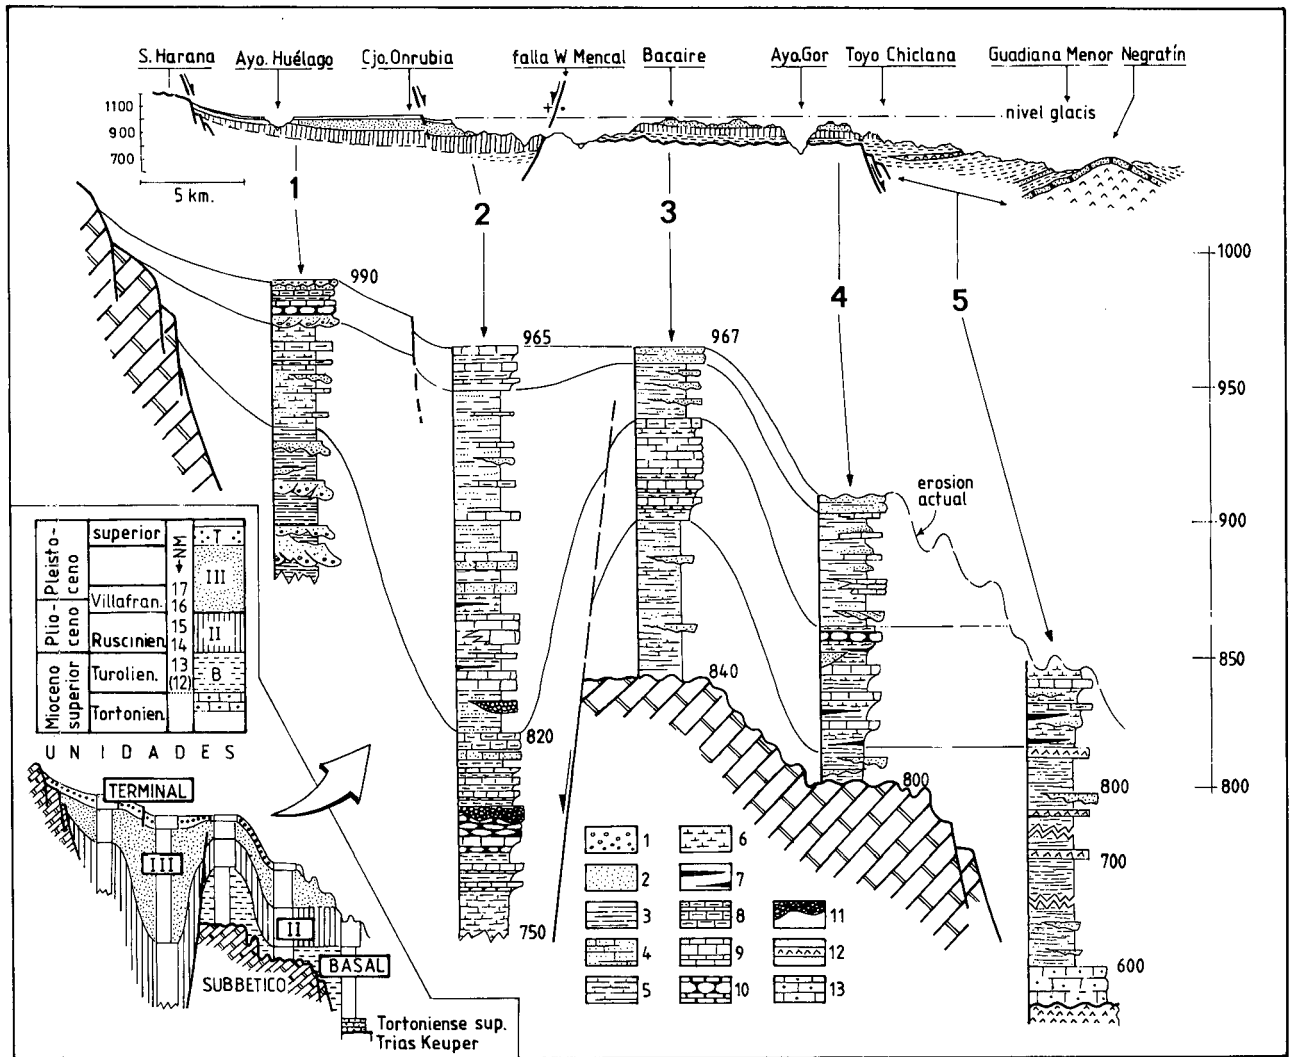 S. Harana
Ayo. Huélago
Cjo. Onrubia
falla W Mencal
Bacaire
Ayo. Gor
Toyo Chiclana
Guadiana Menor
Negratín
1100
900
700
nivel glacis
+
5 km.
1
2
3
4
5
990
965
967
820
750
840
800
erosion
actual
1000
950
900
850
800
800
700
600
Pleisto-
ceno
Plio-
ceno
Mioceno
superior
superior
Villafran.
Ruscinien.
Turolien.
Tortonien.
NM
17
16
15
14
13
(12)
T
III
II
B
UNIDADES
TERMINAL
III
II
BASAL
SUBBETICO
Tortoniense sup.
Trias Keuper
1
2
3
4
5
6
7
8
9
10
11
12
13